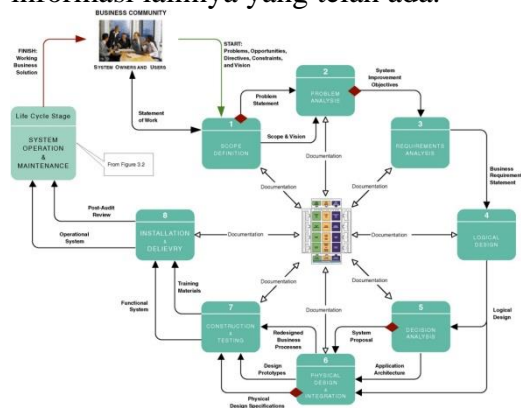 informasi lainnya yang telah ada.
BUSINESS COMMUNITY
SYSTEM OWNERS AND USERS
FINISH:
Working
Business
Solution
START:
Problems, Opportunities,
Directives, Constraints,
and Vision
Statement
of Work
Problem
Statement
2
PROBLEM
ANALYSIS
System
Improvement
Objectives
Life Cycle Stage
SYSTEM
OPERATION
&
MAINTENANCE
From Figure 3.2
1
SCOPE
DEFINITION
Scope & Vision
3
REQUIREMENTS
ANALYSIS
Documentation
Documentation
Documentation
Business
Requirement
Statement
Post-Audit
Review
Operational
System
8
INSTALLATION
&
DELIEVRY
Documentation
Documentation
4
LOGICAL
DESIGN
Training
Materials
Functional
System
Documentation
Documentation
Documentation
7
CONSTRUCTION
&
TESTING
Redesigned
Business
Processes
System
Proposal
5
DECISION
ANALYSIS
Logical
Design
Design
Prototypes
6
PHYSICAL
DESIGN
&
INTEGRATION
Application
Architecture
Physical
Design Specifications